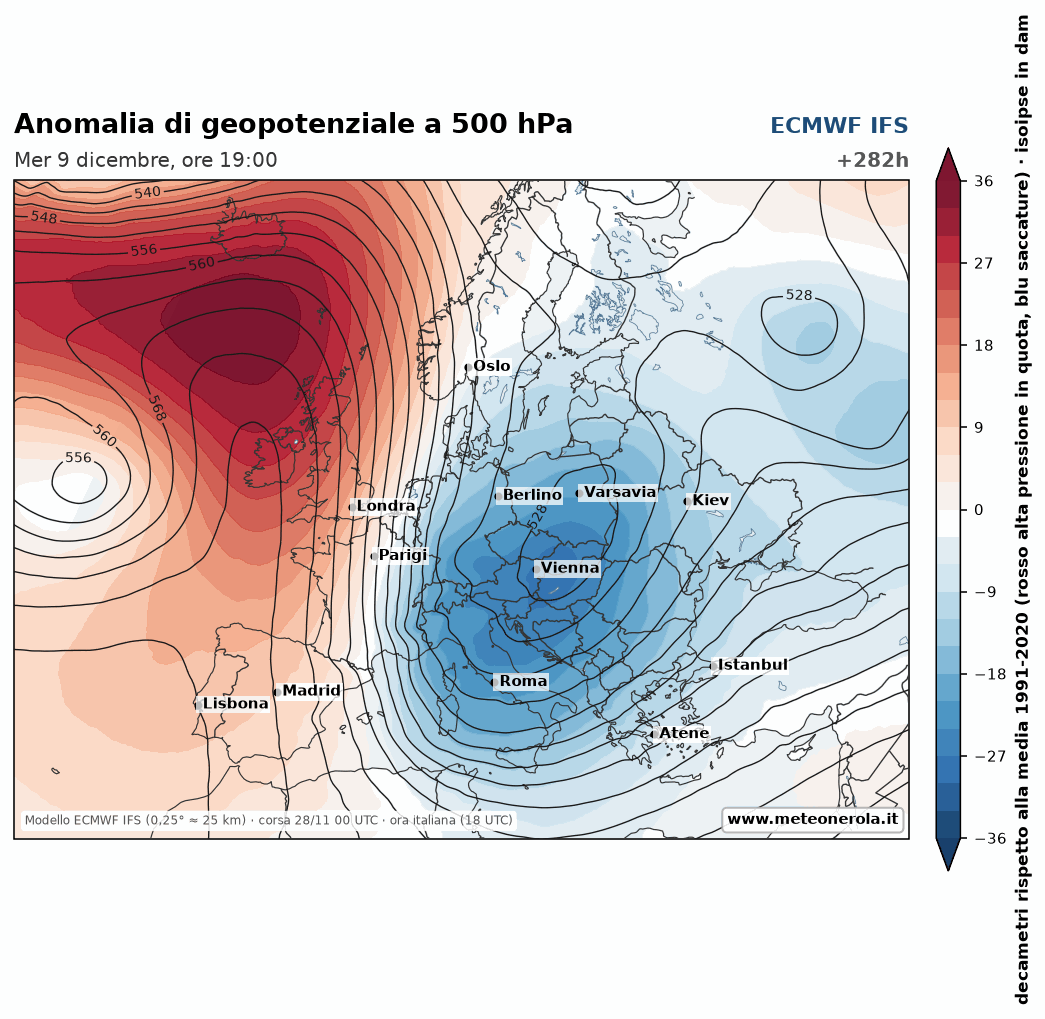 Anomalia di geopotenziale a 500 hPa
ECMWF IFS
Mer 9 dicembre, ore 19:00
+282h
540
548
556
560
568
560
556
528
528
Oslo
Berlino
Varsavia
Kiev
Londra
Parigi
Vienna
Istanbul
Roma
Madrid
Lisbona
Atene
Modello ECMWF IFS (0,25° ≈ 25 km) · corsa 28/11 00 UTC · ora italiana (18 UTC)
www.meteonerola.it
36
27
18
9
0
−9
−18
−27
−36
decametri rispetto alla media 1991-2020 (rosso alta pressione in quota, blu saccature) · isoipse in dam